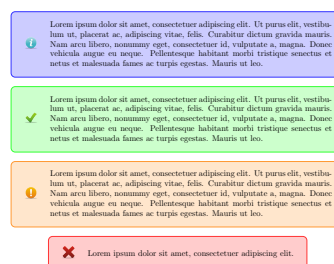 Lorem ipsum dolor sit amet, consectetuer adipiscing elit. Ut purus elit, vestibu-
lum ut, placerat ac, adipiscing vitae, felis. Curabitur dictum gravida mauris.
Nam arcu libero, nonummy eget, consectetuer id, vulputate a, magna. Donec
vehicula augue eu neque. Pellentesque habitant morbi tristique senectus et
netus et malesuada fames ac turpis egestas. Mauris ut leo.
Lorem ipsum dolor sit amet, consectetuer adipiscing elit. Ut purus elit, vestibu-
lum ut, placerat ac, adipiscing vitae, felis. Curabitur dictum gravida mauris.
Nam arcu libero, nonummy eget, consectetuer id, vulputate a, magna. Donec
vehicula augue eu neque. Pellentesque habitant morbi tristique senectus et
netus et malesuada fames ac turpis egestas. Mauris ut leo.
Lorem ipsum dolor sit amet, consectetuer adipiscing elit. Ut purus elit, vestibu-
lum ut, placerat ac, adipiscing vitae, felis. Curabitur dictum gravida mauris.
Nam arcu libero, nonummy eget, consectetuer id, vulputate a, magna. Donec
vehicula augue eu neque. Pellentesque habitant morbi tristique senectus et
netus et malesuada fames ac turpis egestas. Mauris ut leo.
Lorem ipsum dolor sit amet, consectetuer adipiscing elit.